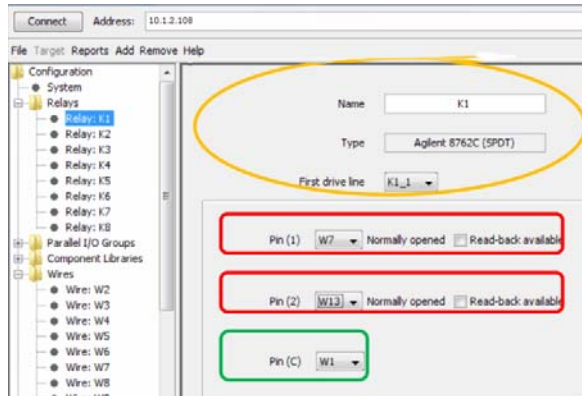 Connect Address: 10.1.2.108
File Target Reports Add Remove Help
Configuration
System
Relays
Relay: K1
Relay: K2
Relay: K3
Relay: K4
Relay: K5
Relay: K6
Relay: K7
Relay: K8
Parallel I/O Groups
Component Libraries
Wires
Wire: W2
Wire: W3
Wire: W4
Wire: W5
Wire: W6
Wire: W7
Wire: W8
Name K1
Type Agilent 8762C (SPDT)
First drive line K1_1
Pin (1) W7 Normally opened Read-back available
Pin (2) W13 Normally opened Read-back available
Pin (C) W1